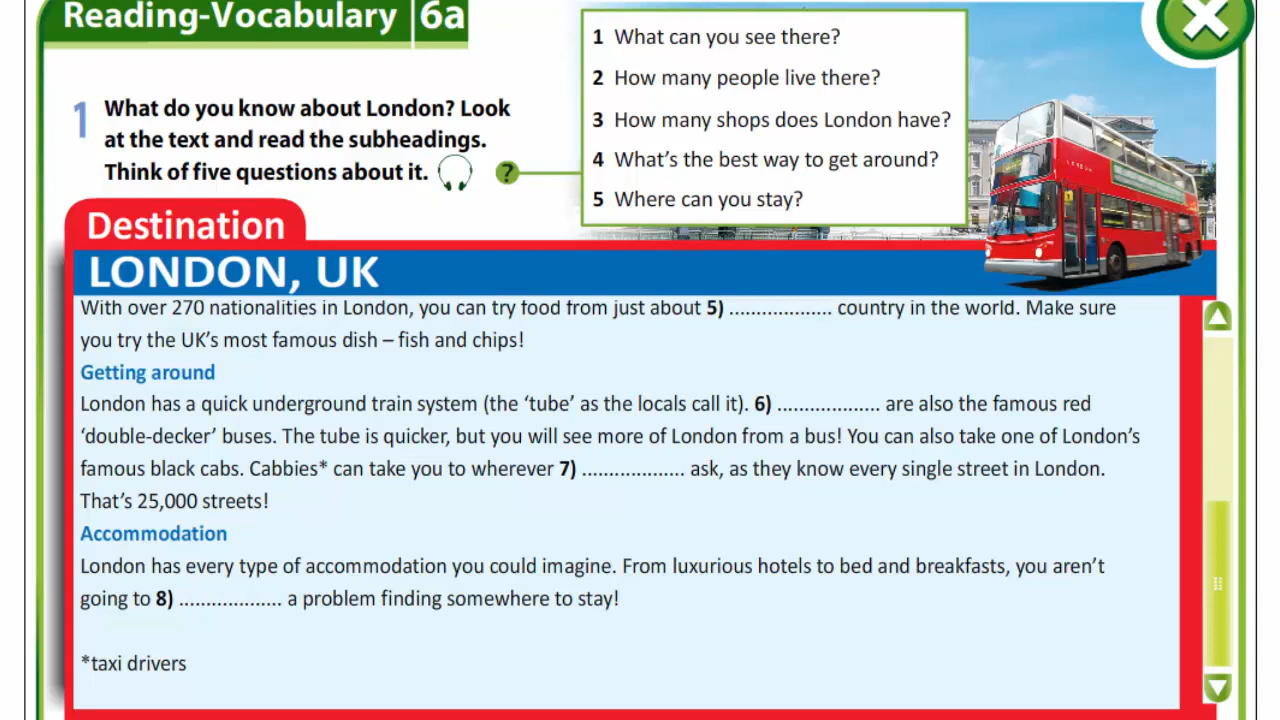 Reading-Vocabulary 6a
1 What do you know about London? Look
at the text and read the subheadings.
Think of five questions about it. ?
1 What can you see there?
2 How many people live there?
3 How many shops does London have?
4 What's the best way to get around?
5 Where can you stay?
Destination
LONDON, UK
With over 270 nationalities in London, you can try food from just about 5) ................... country in the world. Make sure
you try the UK's most famous dish – fish and chips!
Getting around
London has a quick underground train system (the 'tube' as the locals call it). 6) ................... are also the famous red
'double-decker' buses. The tube is quicker, but you will see more of London from a bus! You can also take one of London's
famous black cabs. Cabbies* can take you to wherever 7) ................... ask, as they know every single street in London.
That's 25,000 streets!
Accommodation
London has every type of accommodation you could imagine. From luxurious hotels to bed and breakfasts, you aren't
going to 8) ................... a problem finding somewhere to stay!
*taxi drivers